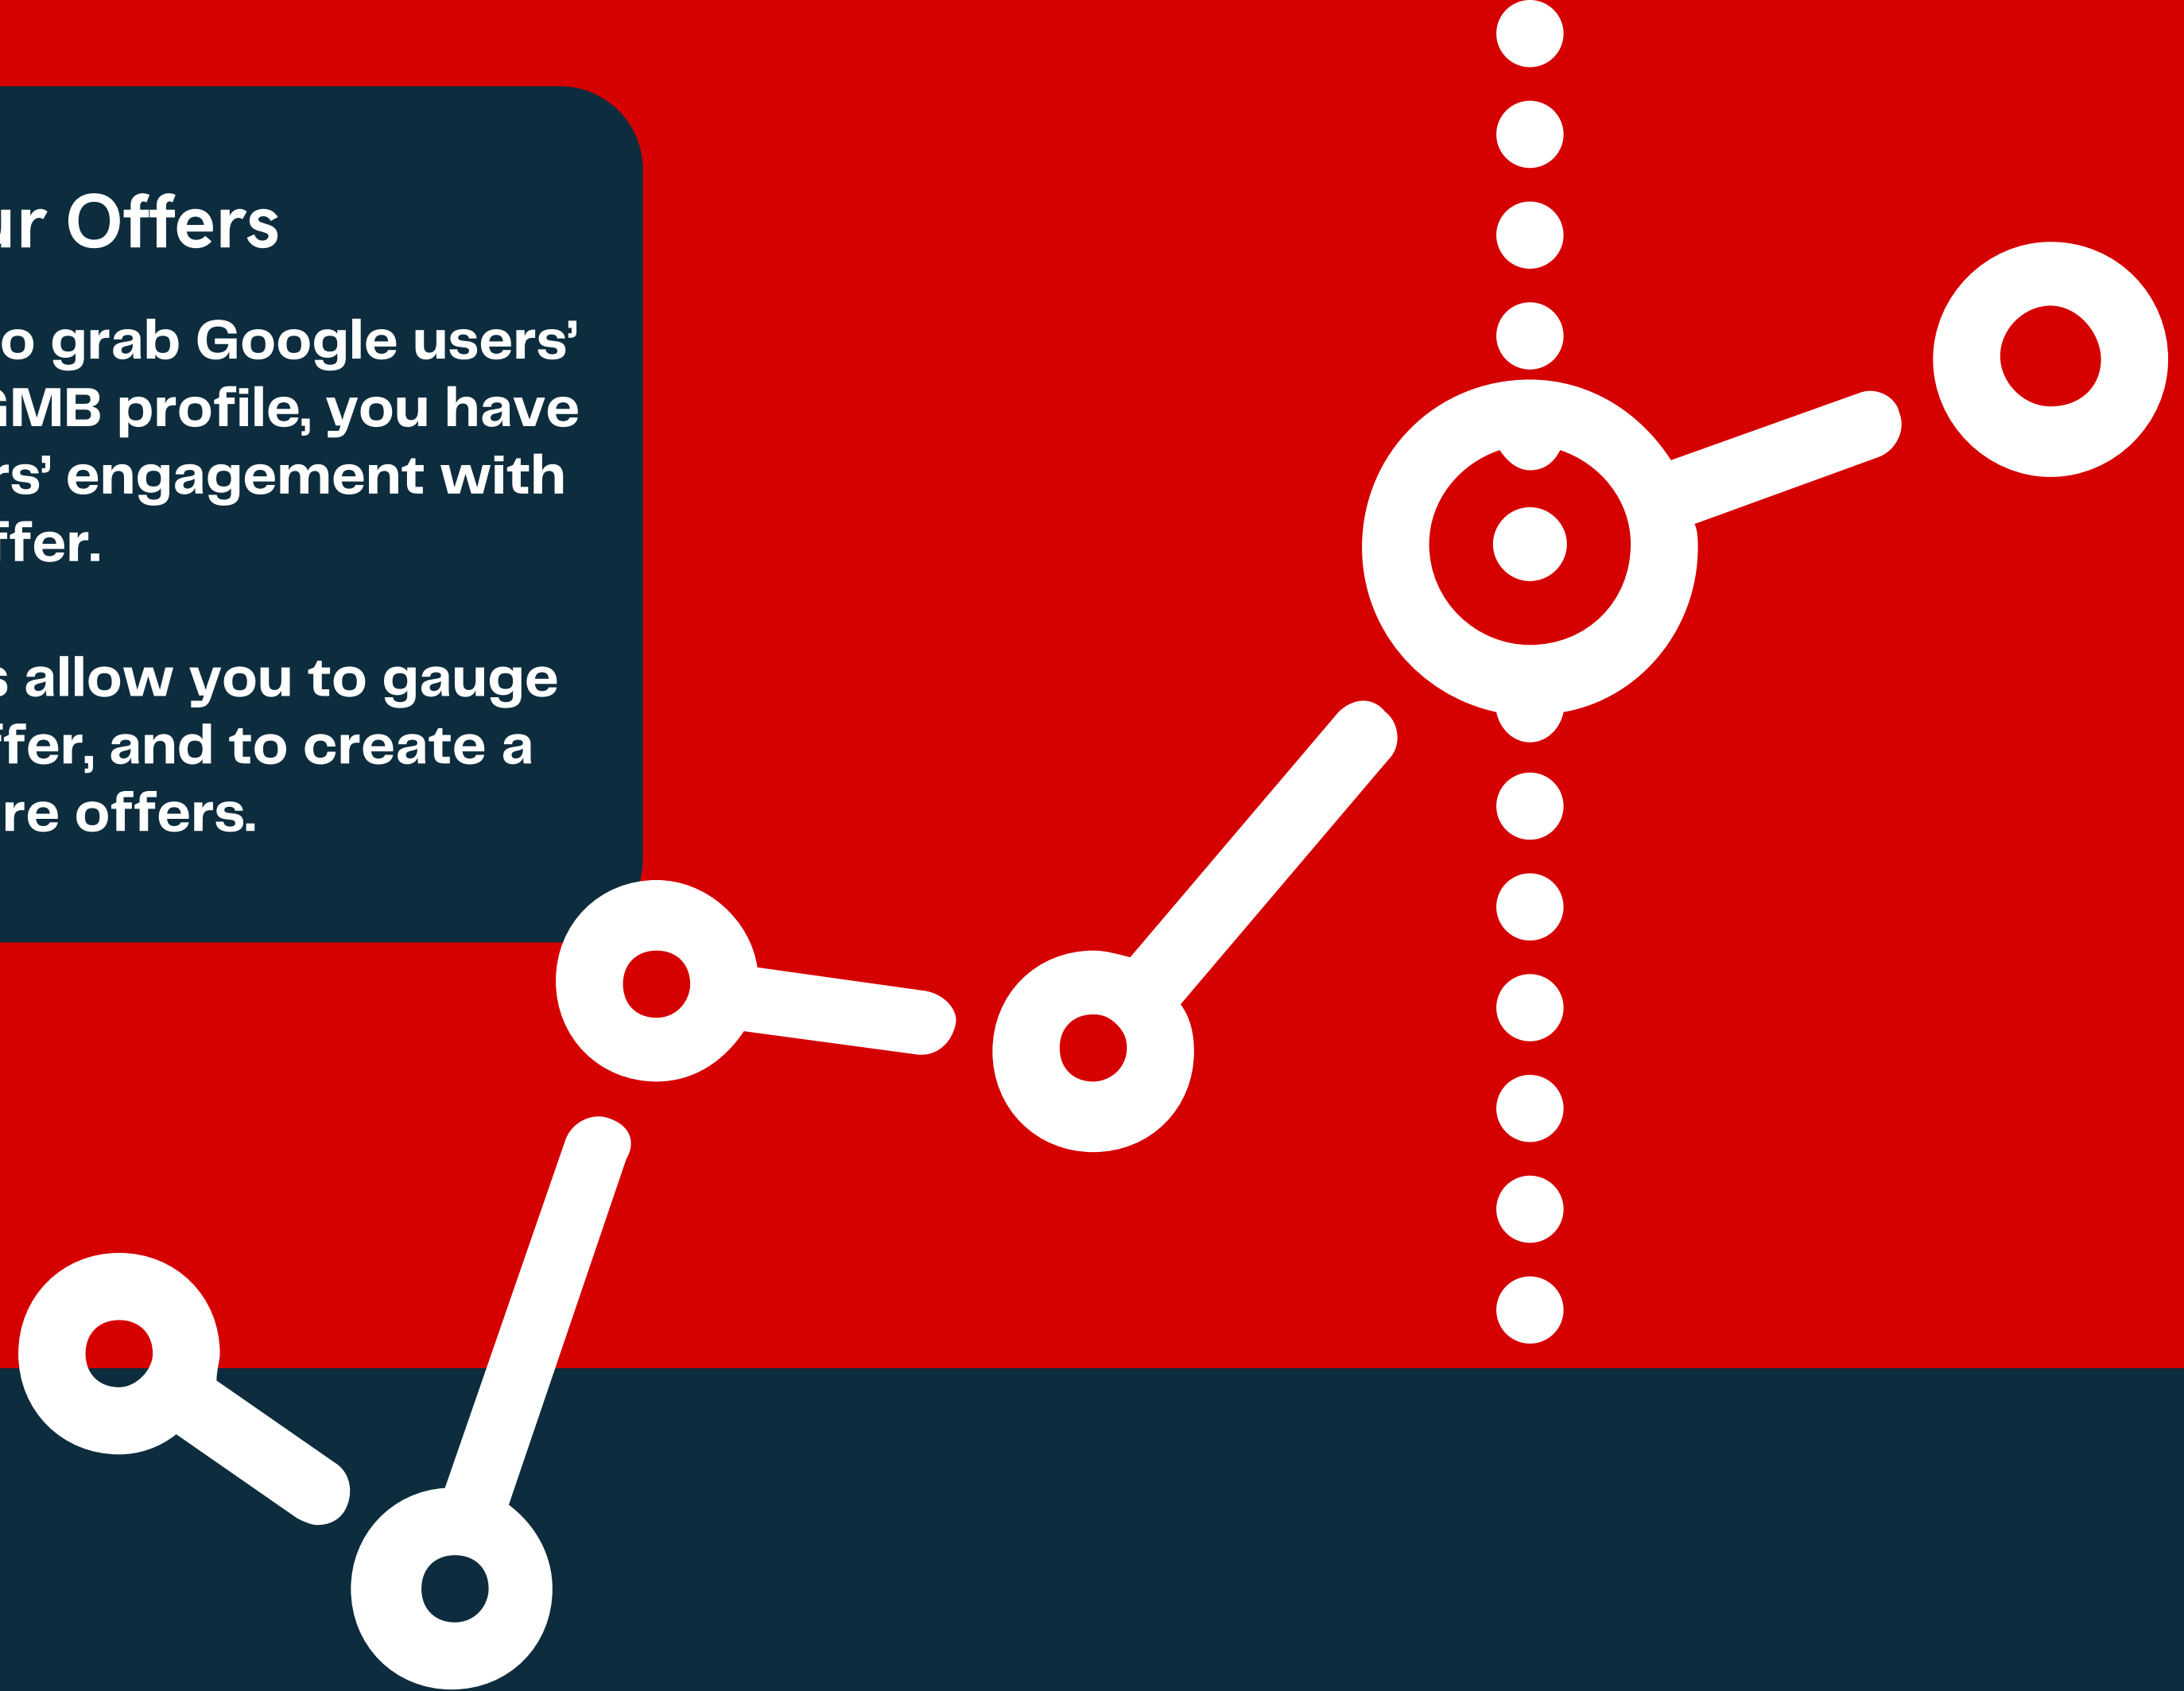 ur Offers
o grab Google users'
MB profile, you have
rs' engagement with
ffer.
s allow you to gauge
ffer, and to create a
re offers.